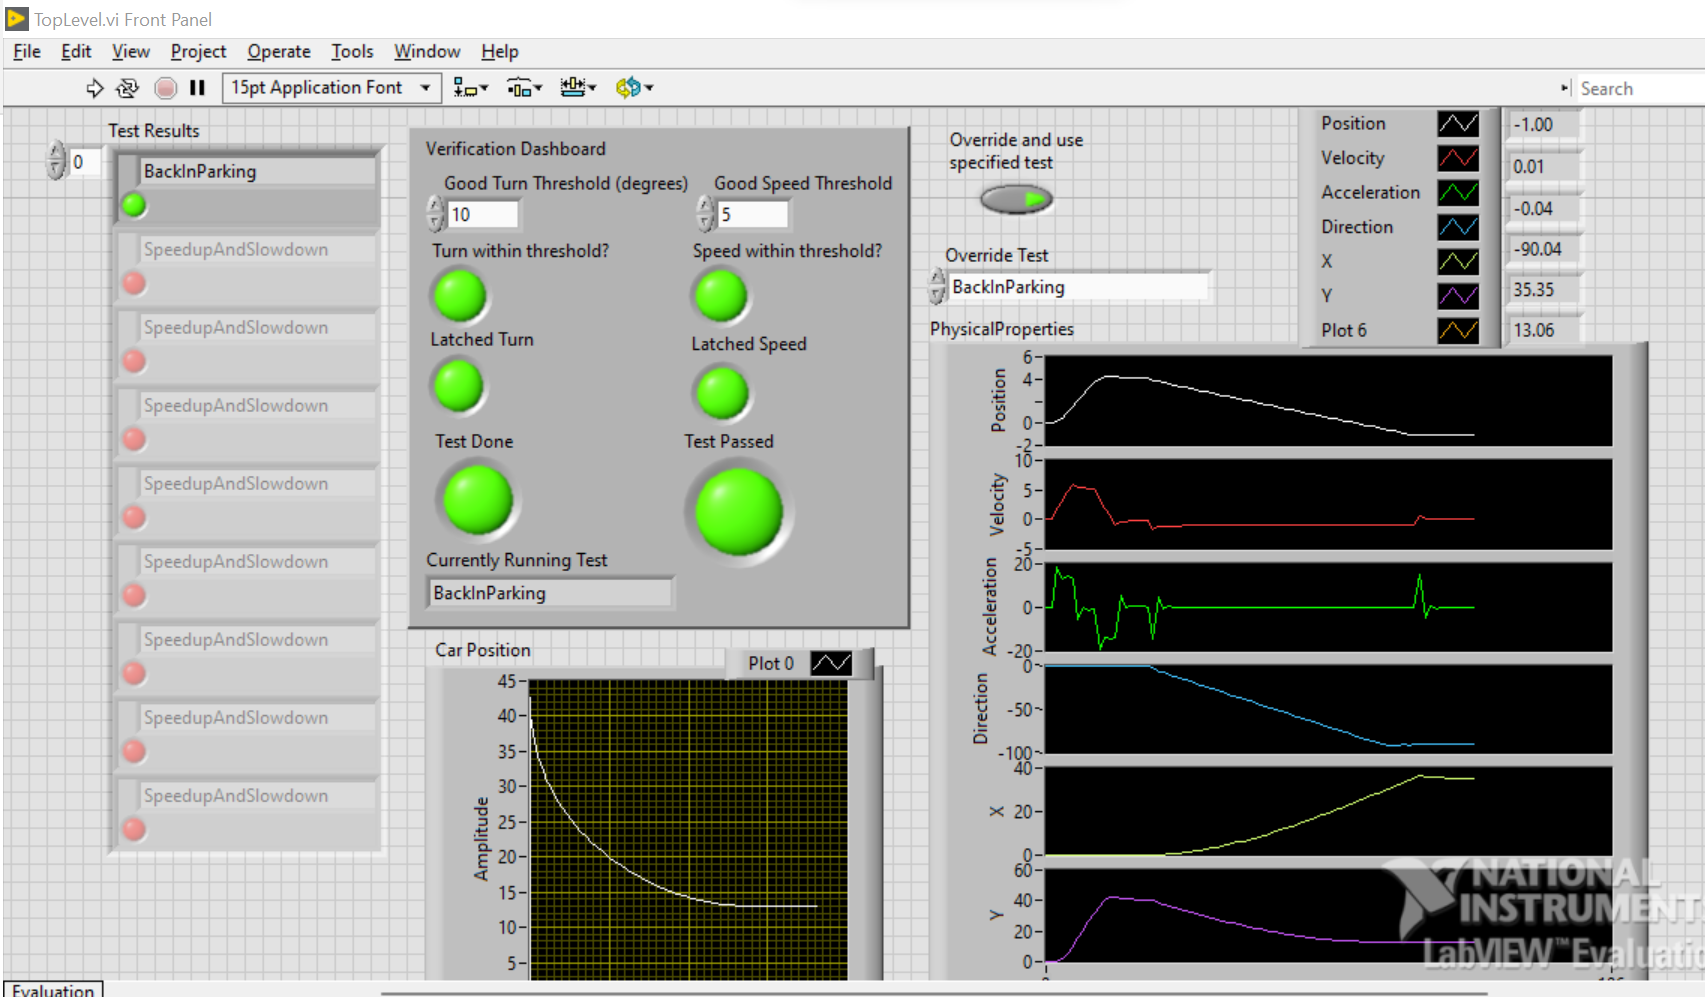 TopLevel.vi Front Panel
File Edit View Project Operate Tools Window Help
15pt Application Font
Search
Test Results
0
BackInParking
SpeedupAndSlowdown
SpeedupAndSlowdown
SpeedupAndSlowdown
SpeedupAndSlowdown
SpeedupAndSlowdown
SpeedupAndSlowdown
SpeedupAndSlowdown
SpeedupAndSlowdown
Verification Dashboard
Good Turn Threshold (degrees)
10
Good Speed Threshold
5
Turn within threshold?
Speed within threshold?
Latched Turn
Latched Speed
Test Done
Test Passed
Currently Running Test
BackInParking
Override and use
specified test
Override Test
BackInParking
Position -1.00
Velocity 0.01
Acceleration -0.04
Direction -90.04
X 35.35
Y 13.06
Plot 6
Car Position
Plot 0
Amplitude
45
40
35
30
25
20
15
10
5
PhysicalProperties
Position
6
4
0
-2
Velocity
10
5
0
-5
Acceleration
20
0
-20
Direction
0
-50
-100
X
40
20
0
Y
60
40
20
0
NATIONAL
INSTRUMENTS
LabVIEW™ Evaluation
Evaluation